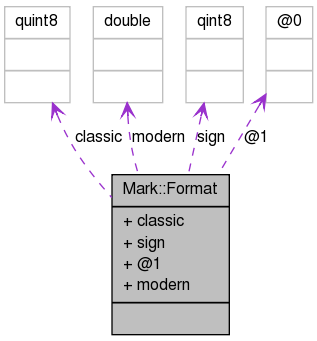 quint8 double qint8 @0
classic modern sign @1
Mark::Format
+ classic
+ sign
+ @1
+ modern